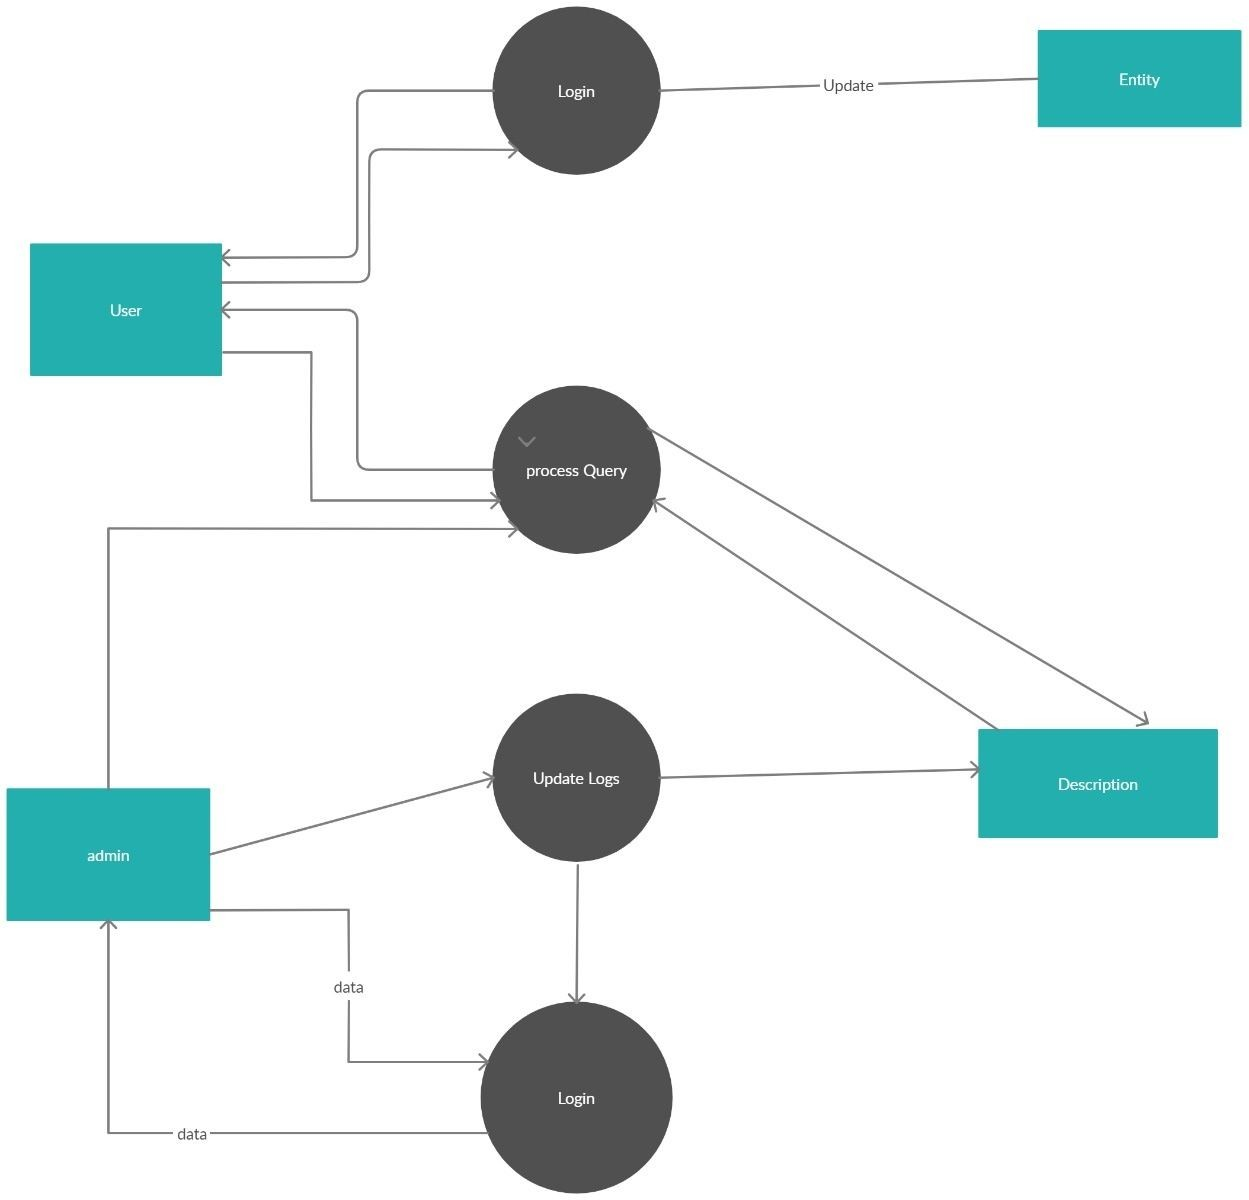 Login
Update
Entity
User
process Query
Update Logs
Description
admin
data
Login
data